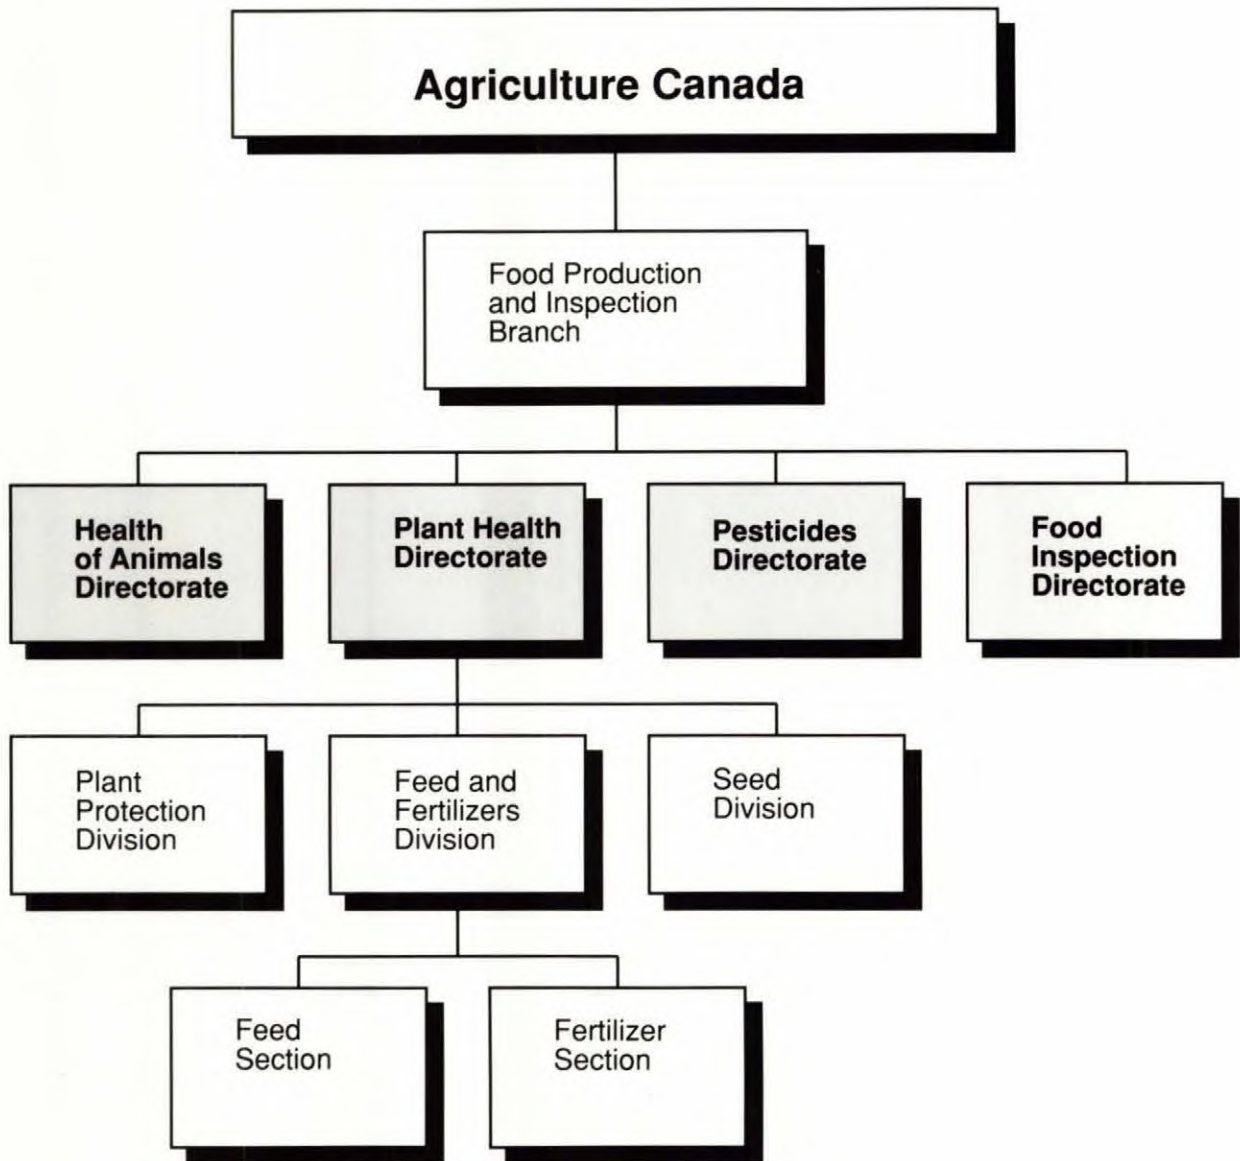 Agriculture Canada
Food Production
and Inspection
Branch
Health
of Animals
Directorate
Plant Health
Directorate
Pesticides
Directorate
Food
Inspection
Directorate
Plant
Protection
Division
Feed and
Fertilizers
Division
Seed
Division
Feed
Section
Fertilizer
Section